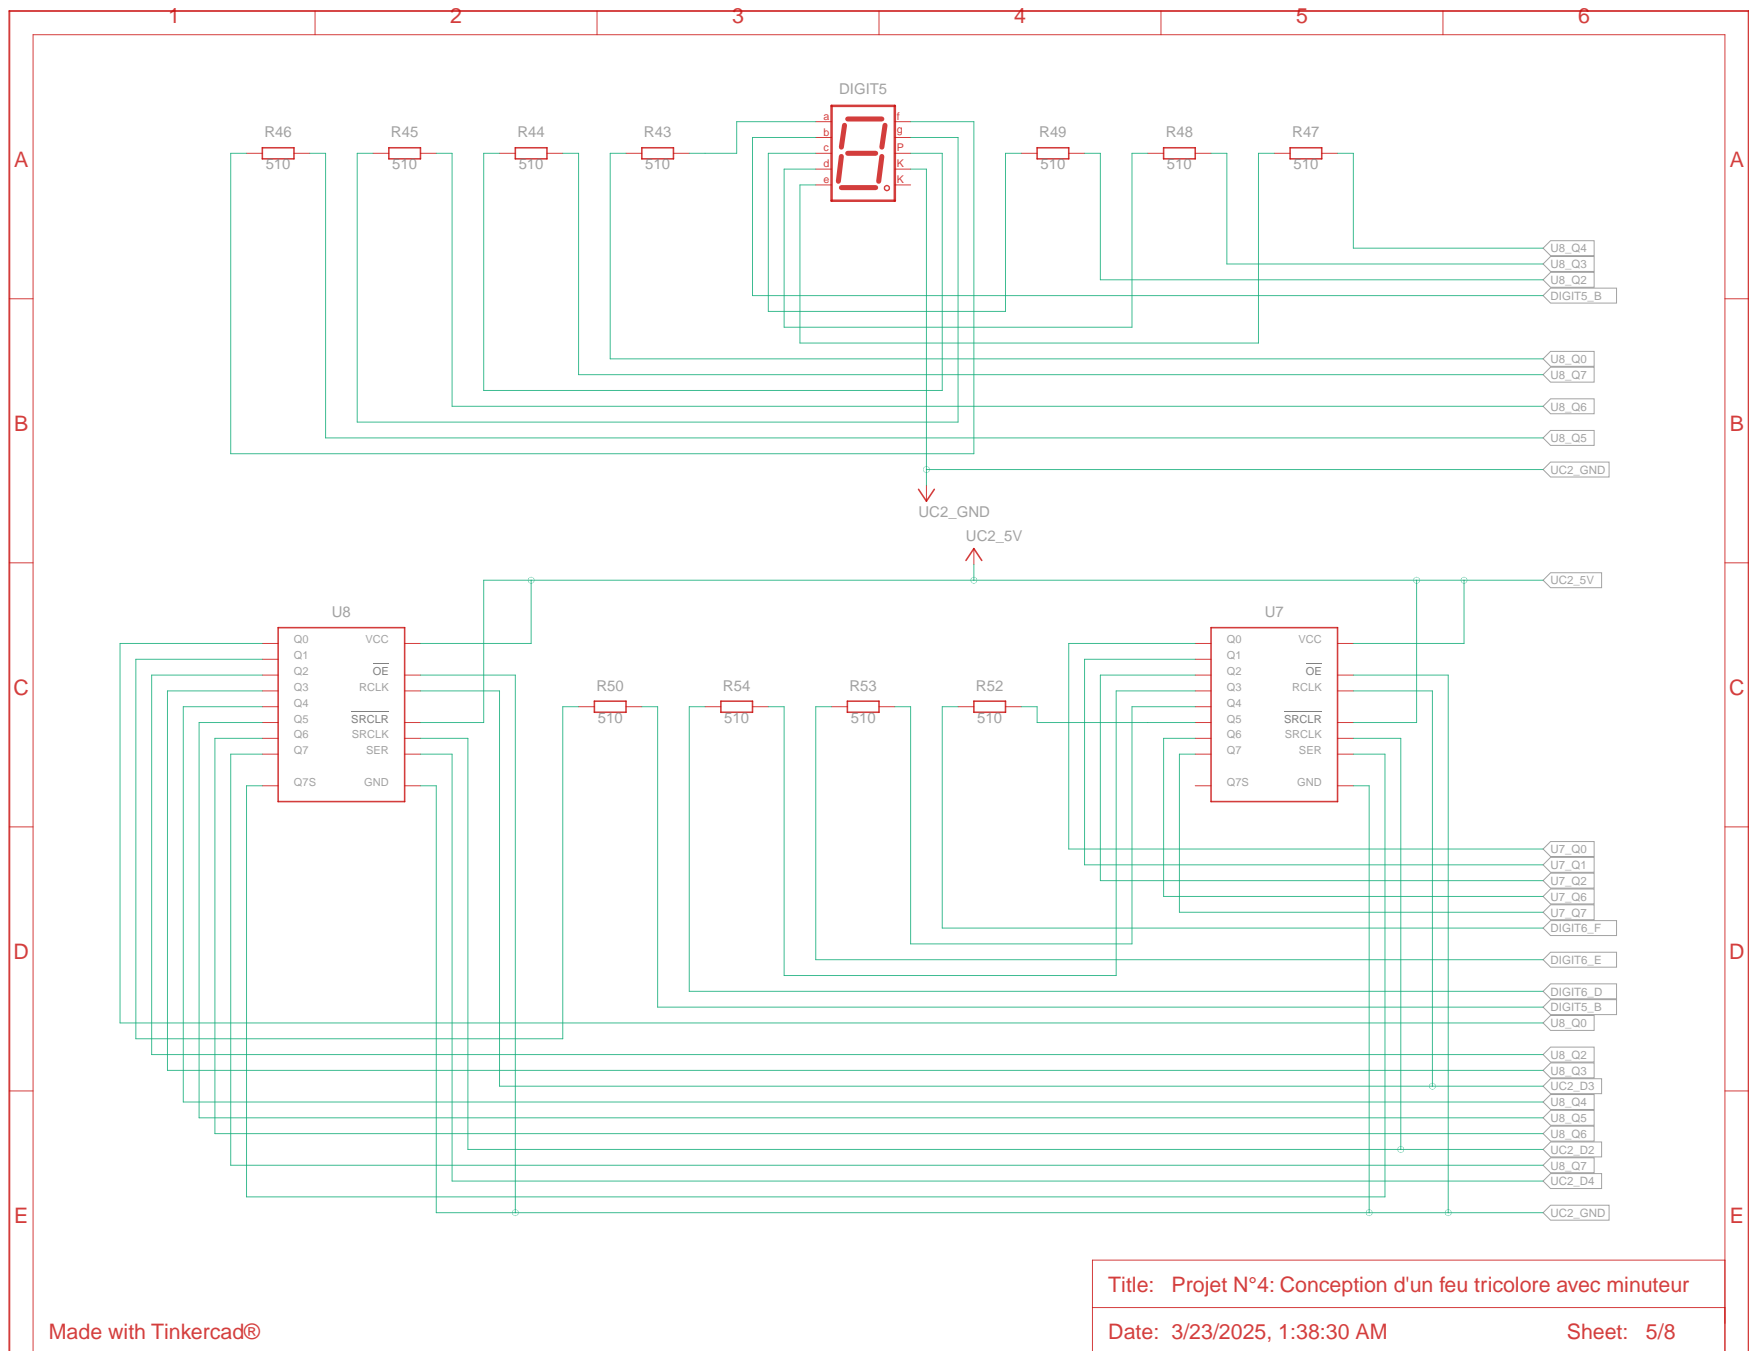 1 2 3 4 5 6
DIGIT5
R46 R45 R44 R43 R49 R48 R47
510 510 510 510 510 510 510
a f
b g
c P
d K
e K
A A
U8_Q4
U8_Q3
U8_Q2
DIGIT5_B
U8_Q0
U8_Q7
U8_Q6
B B
U8_Q5
UC2_GND
UC2_GND
UC2_5V
UC2_5V
U8 U7
Q0 VCC Q0 VCC
Q1 Q1
Q2 OE Q2 OE
Q3 RCLK Q3 RCLK
Q4 Q4
Q5 SRCLR Q5 SRCLR
Q6 SRCLK Q6 SRCLK
Q7 SER Q7 SER
Q7S GND Q7S GND
C C
R50 R54 R53 R52
510 510 510 510
U7_Q0
U7_Q1
U7_Q2
U7_Q6
U7_Q7
DIGIT6_F
D D
DIGIT6_E
DIGIT6_D
DIGIT5_B
U8_Q0
U8_Q2
U8_Q3
UC2_D3
U8_Q4
U8_Q5
U8_Q6
UC2_D2
U8_Q7
UC2_D4
UC2_GND
E E
Title: Projet N°4: Conception d'un feu tricolore avec minuteur
Made with Tinkercad®
Date: 3/23/2025, 1:38:30 AM Sheet: 5/8